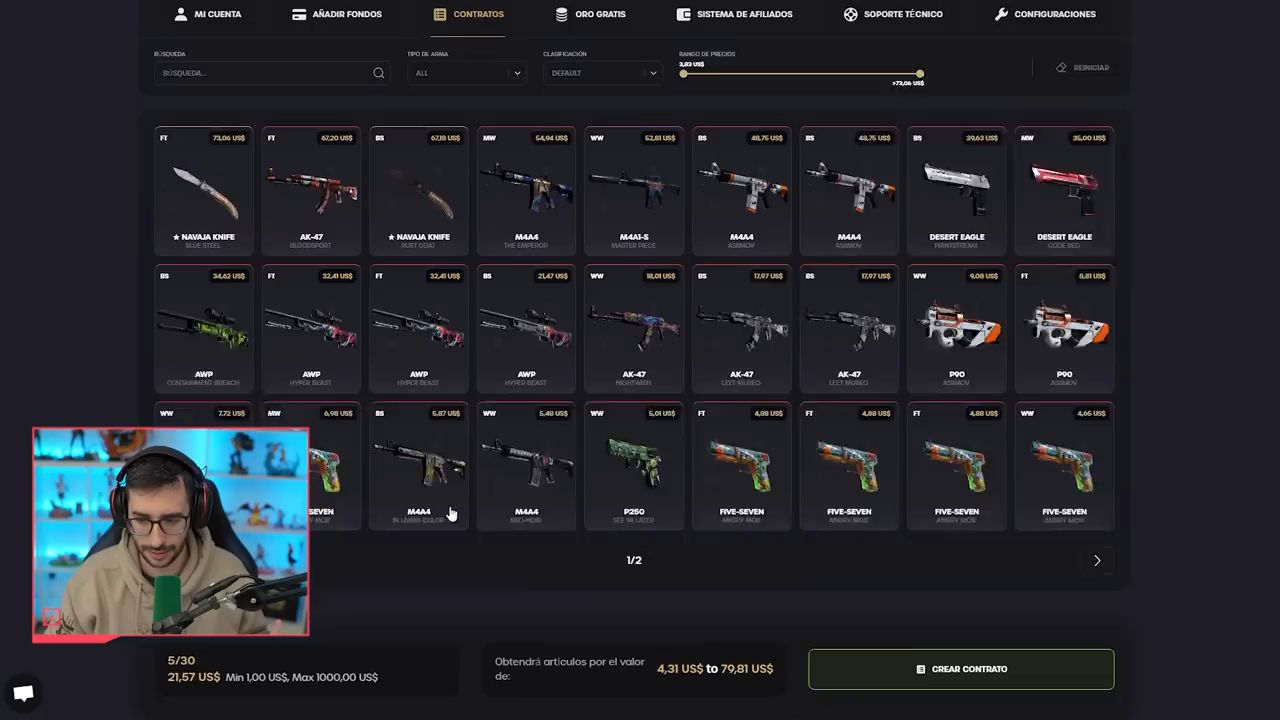 MI CUENTA AÑADIR FONDOS CONTRATOS ORO GRATIS SISTEMA DE AFILIADOS SOPORTE TÉCNICO CONFIGURACIONES
BÚSQUEDA TIPO DE ARMA CLASIFICACIÓN RANGO DE PRECIOS
BÚSQUEDA... ALL DEFAULT 3,83 US$ REINICIAR
>73,06 US$
FT 73,06 US$ FT 67,20 US$ BS 67,18 US$ MW 54,94 US$ WW 52,81 US$ BS 48,75 US$ BS 48,75 US$ BS 39,63 US$ MW 35,00 US$
★ NAVAJA KNIFE AK-47 ★ NAVAJA KNIFE M4A4 M4A1-S M4A4 M4A4 DESERT EAGLE DESERT EAGLE
BLUE STEEL BLOODSPORT RUST COAT THE EMPEROR MASTER PIECE ASIIMOV ASIIMOV PRINTSTREAM CODE RED
BS 34,62 US$ FT 32,41 US$ FT 32,41 US$ BS 21,47 US$ WW 18,01 US$ BS 17,97 US$ BS 17,97 US$ WW 9,08 US$ FT 8,81 US$
AWP AWP AWP AWP AK-47 AK-47 AK-47 P90 P90
CONTAINMENT BREACH HYPER BEAST HYPER BEAST HYPER BEAST NIGHTWISH LEET MUSEO LEET MUSEO ASIIMOV ASIIMOV
WW 7,72 US$ MW 6,98 US$ BS 5,87 US$ WW 5,48 US$ WW 5,01 US$ FT 4,88 US$ FT 4,88 US$ FT 4,88 US$ WW 4,65 US$
SEVEN M4A4 M4A4 P250 FIVE-SEVEN FIVE-SEVEN FIVE-SEVEN FIVE-SEVEN
IN LIVING COLOR NEO-NOIR SEE YA LATER ANGRY MOB ANGRY MOB ANGRY MOB ANGRY MOB
1/2
5/30
21,57 US$ Min 1,00 US$, Max 1000,00 US$
Obtendrá artículos por el valor
de:
4,31 US$ to 79,81 US$
CREAR CONTRATO